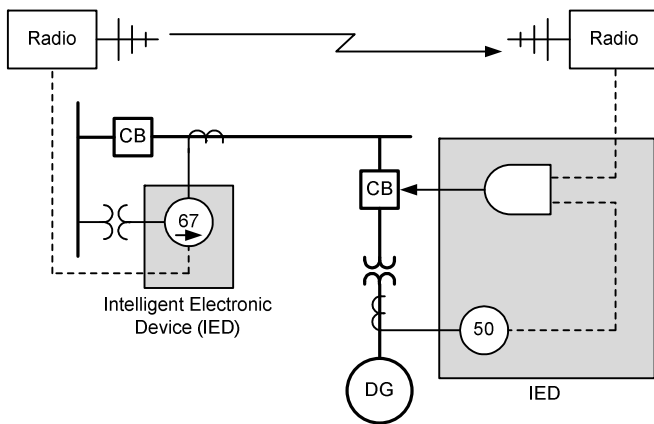 Radio
Radio
CB
CB
67
Intelligent Electronic
Device (IED)
50
DG
IED